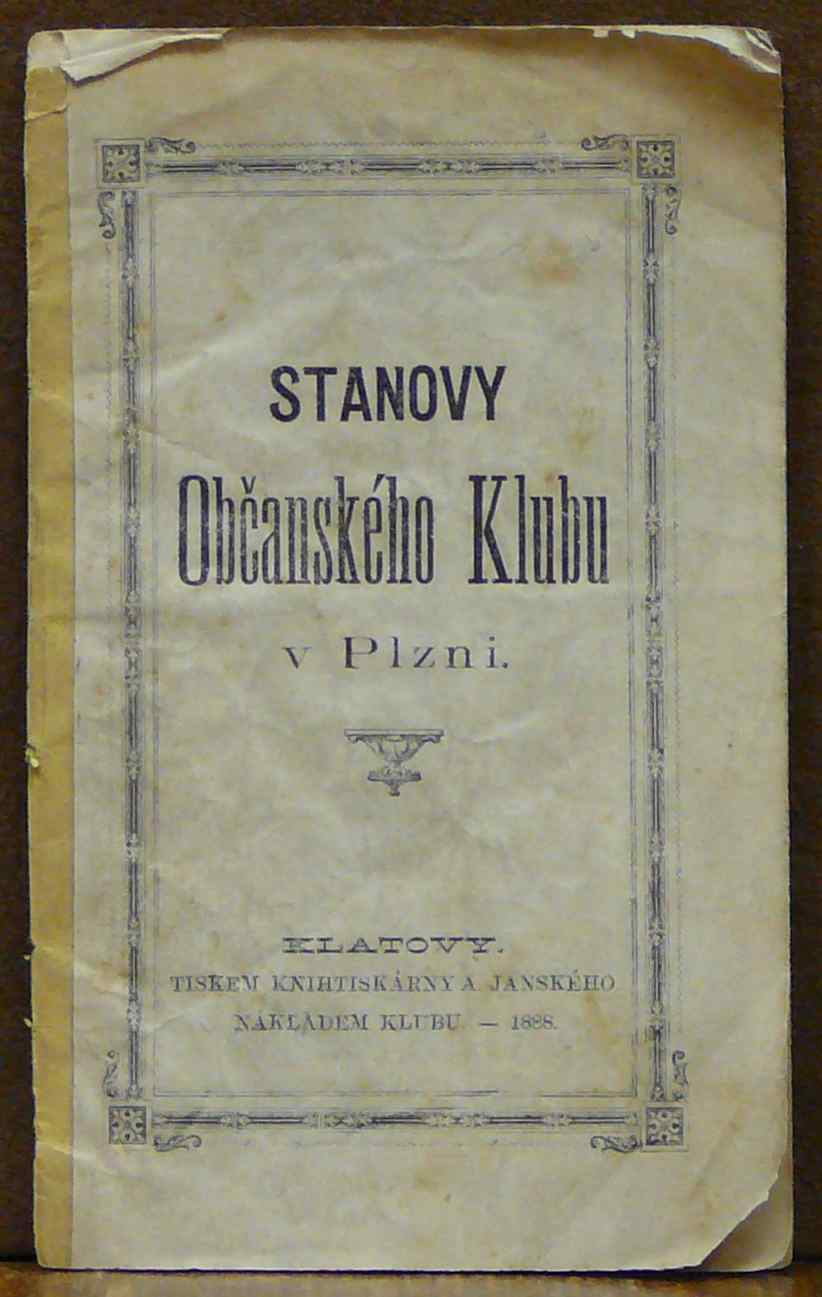 STANOVY
Občanského Klubu
v Plzni.
KLATOVY.
TISKEM KNIHTISKÁRNY A. JANSKÉHO
NÁKLADEM KLUBU. — 1888.